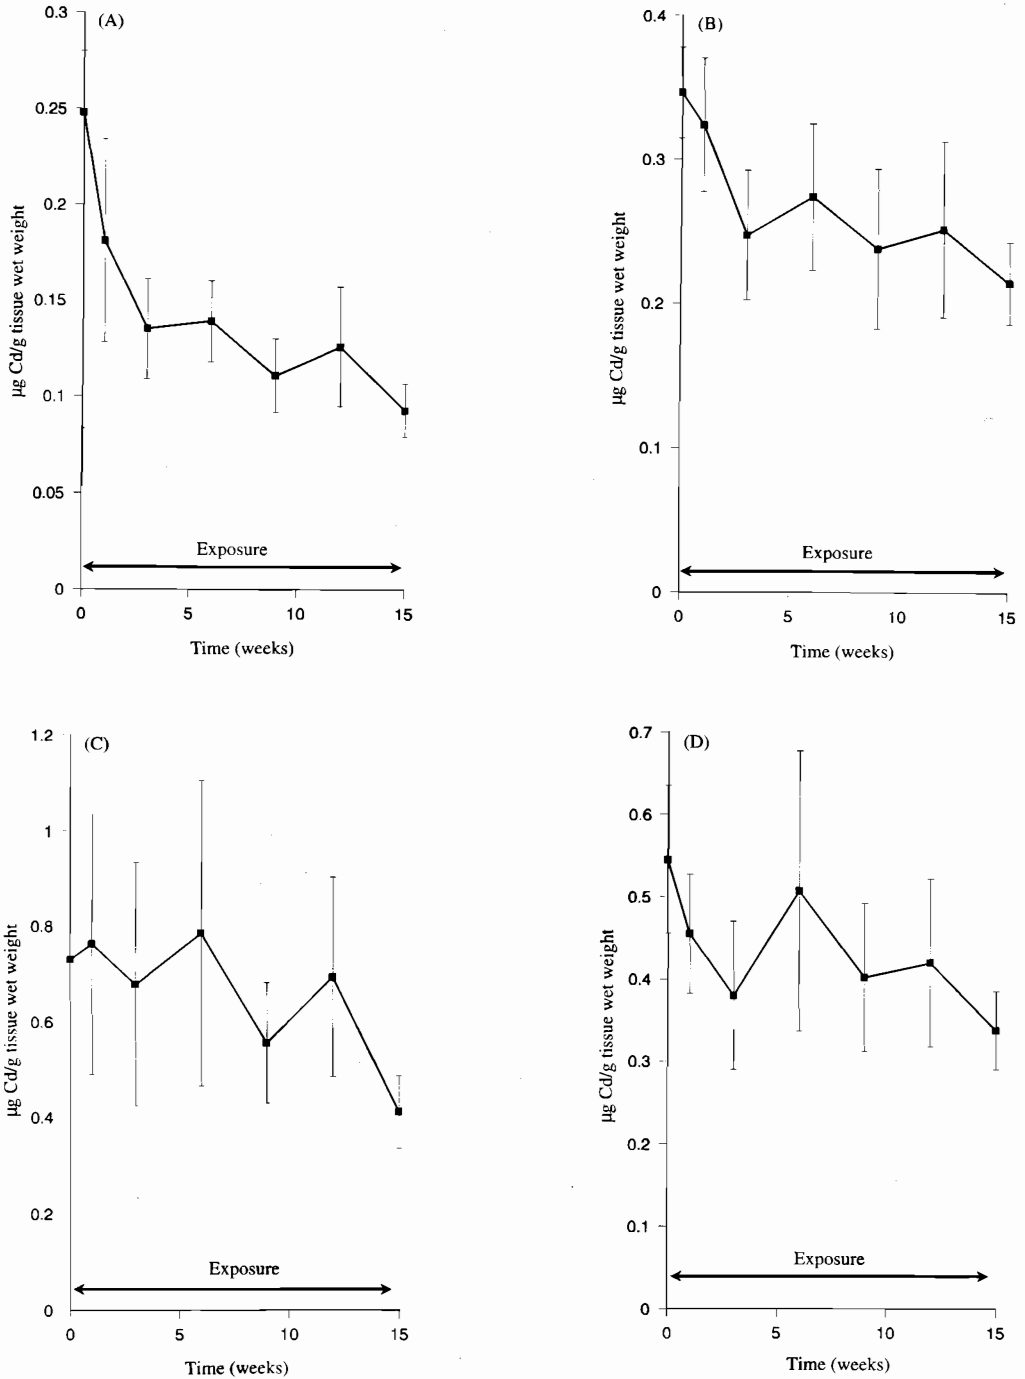 (A)
0.3
0.25
0.2
0.15
0.1
0.05
0
µg Cd/g tissue wet weight
Exposure
0 5 10 15
Time (weeks)
(B)
0.4
0.3
0.2
0.1
0
µg Cd/g tissue wet weight
Exposure
0 5 10 15
Time (weeks)
(C)
1.2
1
0.8
0.6
0.4
0.2
0
µg Cd/g tissue wet weight
Exposure
0 5 10 15
Time (weeks)
(D)
0.7
0.6
0.5
0.4
0.3
0.2
0.1
0
µg Cd/g tissue wet weight
Exposure
0 5 10 15
Time (weeks)